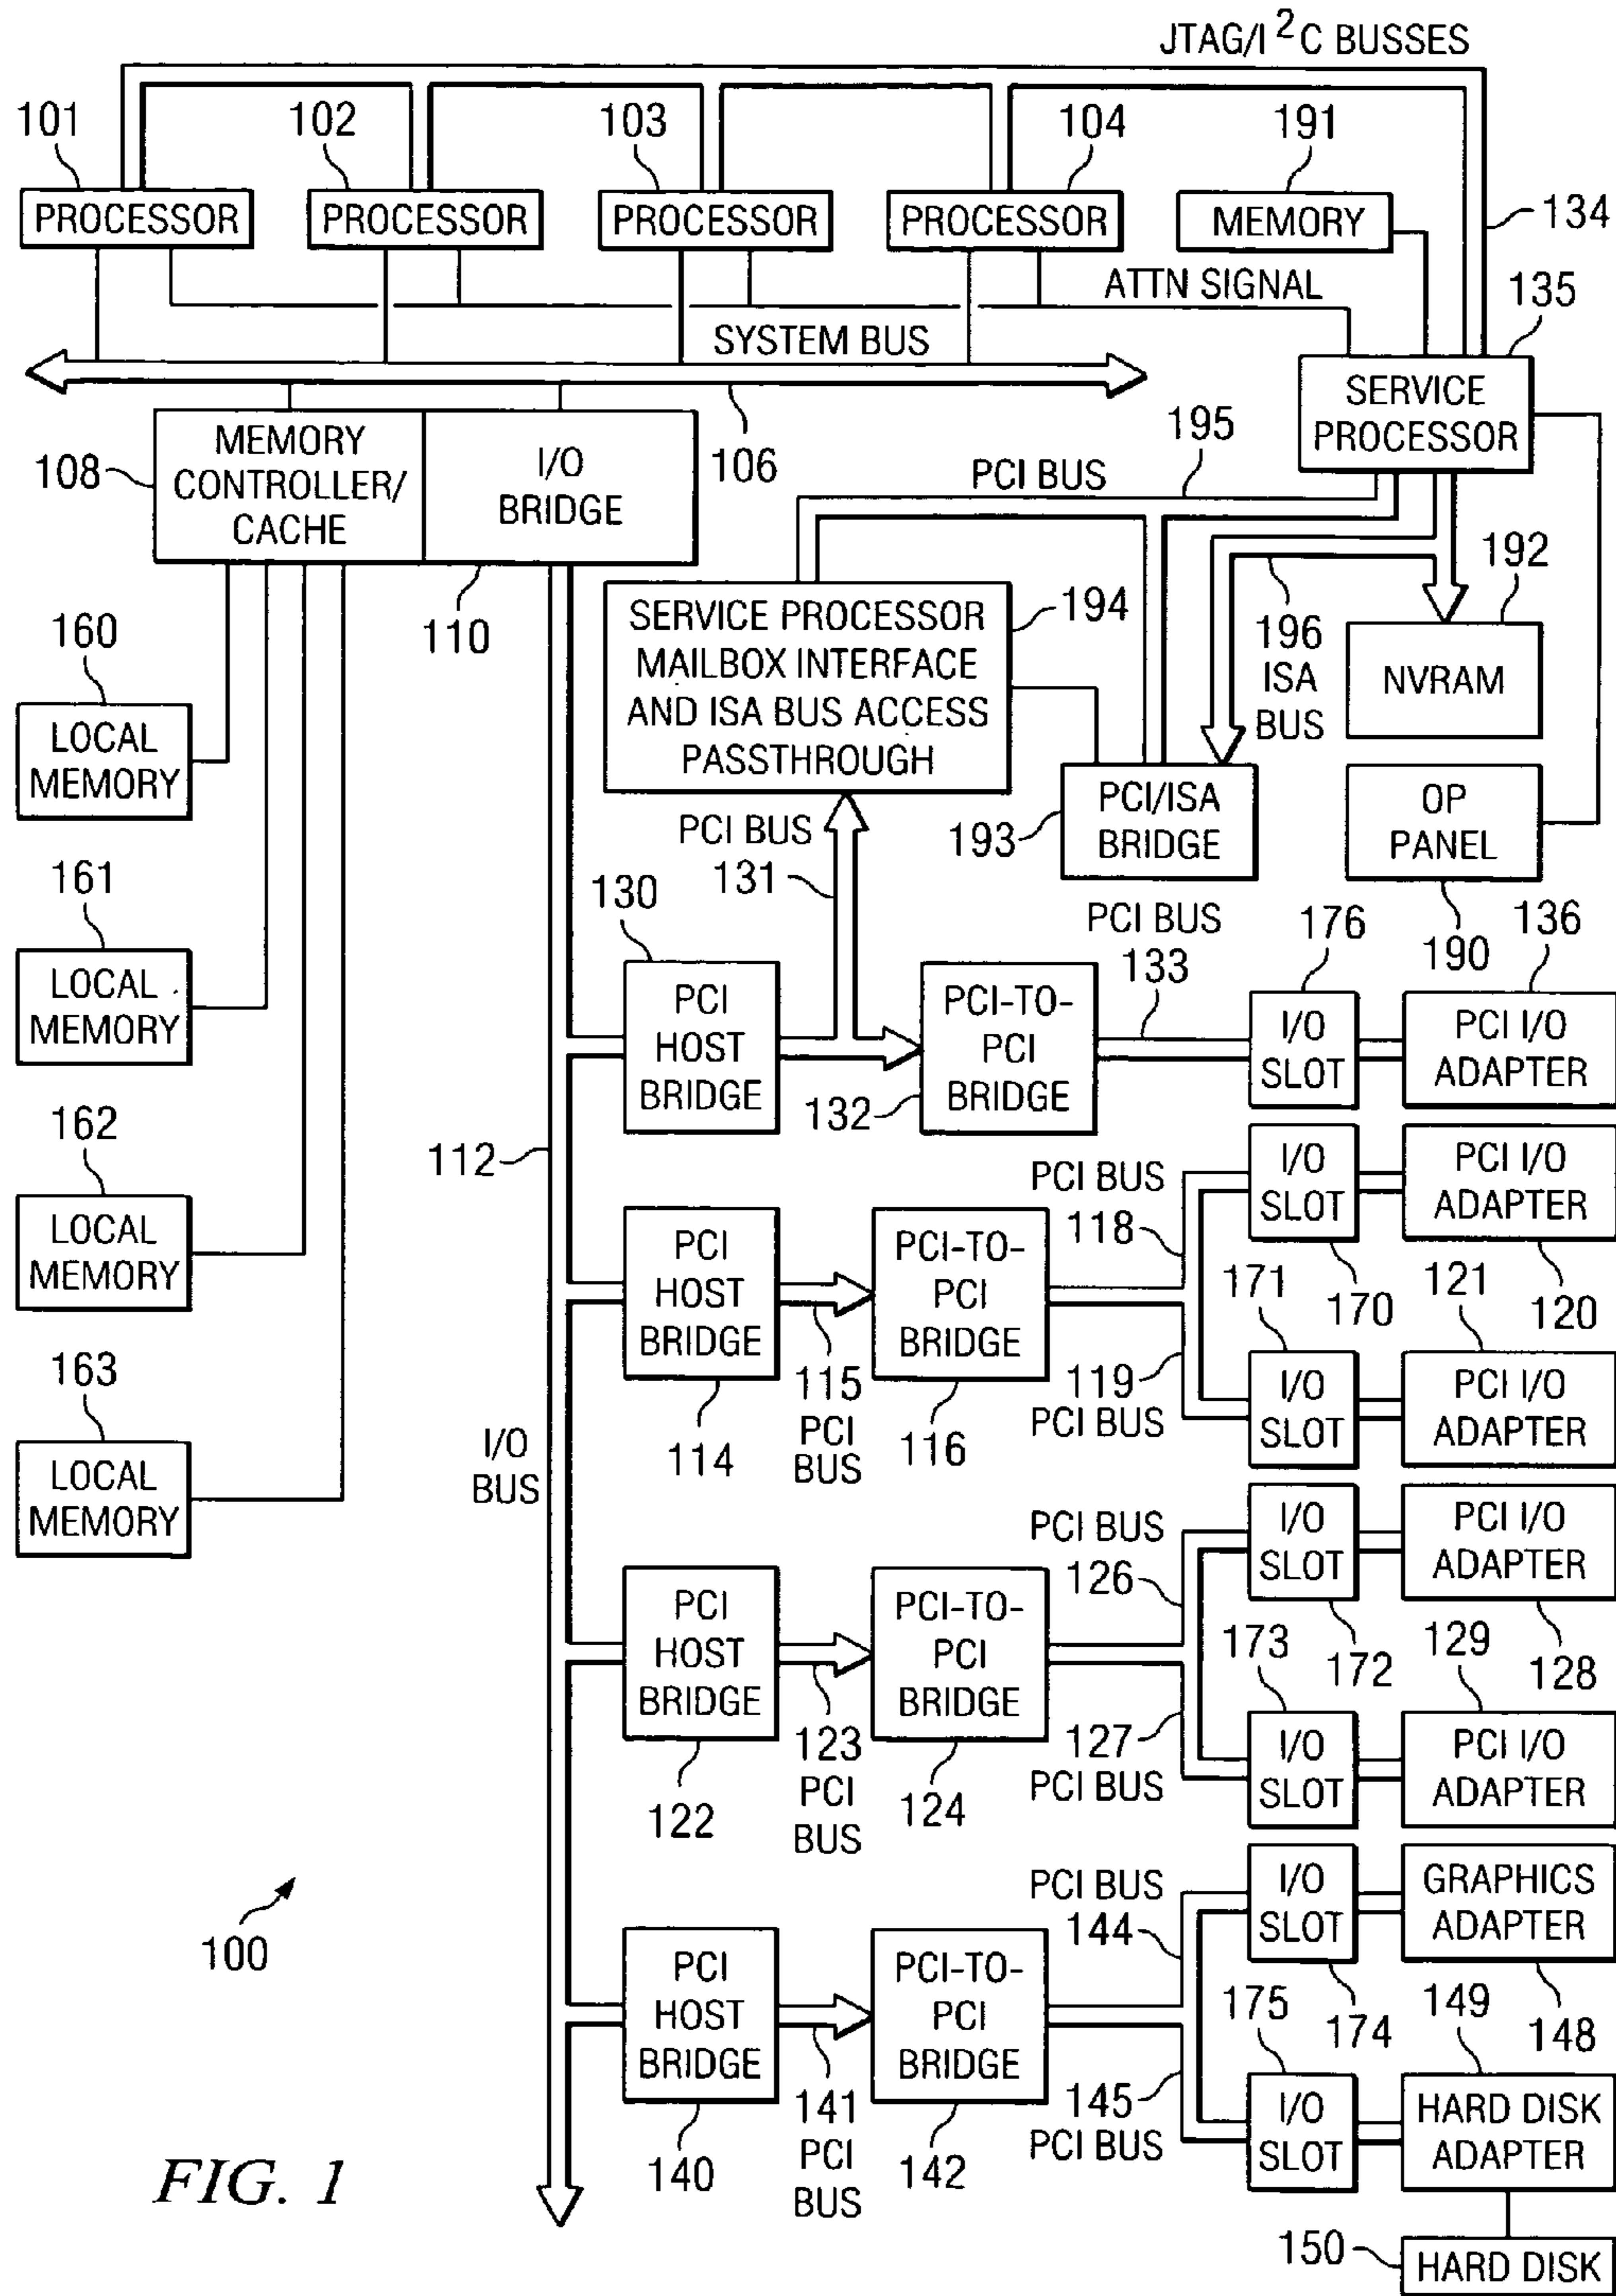 JTAG/I 2C BUSSES
101
102
103
104
191
PROCESSOR
PROCESSOR
PROCESSOR
PROCESSOR
MEMORY
134
ATTN SIGNAL
135
SYSTEM BUS
SERVICE
PROCESSOR
108
MEMORY
CONTROLLER/
CACHE
I/O
BRIDGE
106
195
PCI BUS
110
SERVICE PROCESSOR
MAILBOX INTERFACE
AND ISA BUS ACCESS
PASSTHROUGH
194
196
ISA
BUS
192
NVRAM
160
LOCAL
MEMORY
PCI BUS
131
193
PCI/ISA
BRIDGE
OP
PANEL
190
161
LOCAL
MEMORY
130
PCI
HOST
BRIDGE
132
PCI-TO-
PCI
BRIDGE
PCI BUS
133
176
I/O
SLOT
136
PCI I/O
ADAPTER
162
LOCAL
MEMORY
112
PCI
HOST
BRIDGE
114
115
PCI
BUS
PCI-TO-
PCI
BRIDGE
116
PCI BUS
118
I/O
SLOT
170
PCI I/O
ADAPTER
120
119
PCI BUS
171
I/O
SLOT
121
PCI I/O
ADAPTER
163
LOCAL
MEMORY
I/O
BUS
PCI
HOST
BRIDGE
122
123
PCI
BUS
PCI-TO-
PCI
BRIDGE
124
PCI BUS
126
I/O
SLOT
172
PCI I/O
ADAPTER
128
127
PCI BUS
173
I/O
SLOT
129
PCI I/O
ADAPTER
100
PCI
HOST
BRIDGE
140
141
PCI
BUS
PCI-TO-
PCI
BRIDGE
142
PCI BUS
144
I/O
SLOT
174
GRAPHICS
ADAPTER
148
145
PCI BUS
175
I/O
SLOT
149
HARD DISK
ADAPTER
150
HARD DISK
FIG. 1